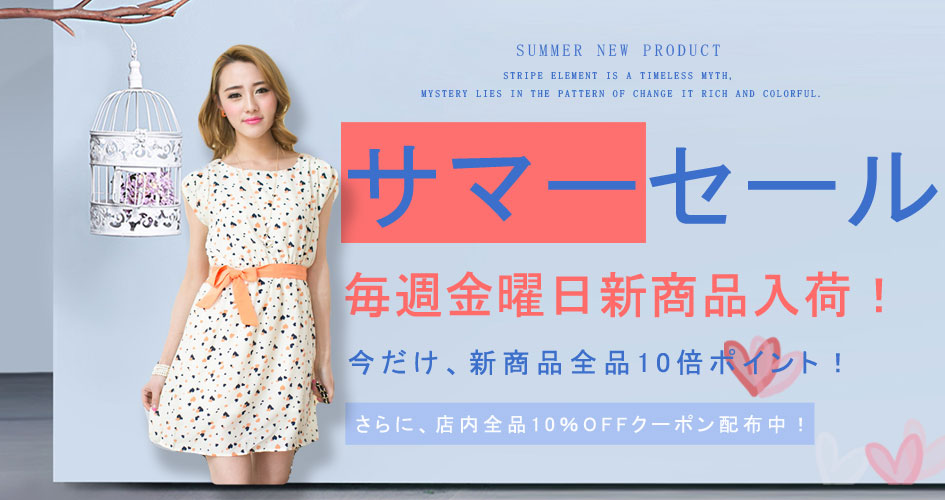 SUMMER NEW PRODUCT
STRIPE ELEMENT IS A TIMELESS MYTH,
MYSTERY LIES IN THE PATTERN OF CHANGE IT RICH AND COLORFUL.
サマーセール
毎週金曜日新商品入荷！
今だけ、新商品全品10倍ポイント！
さらに、店内全品10%OFFクーポン配布中！